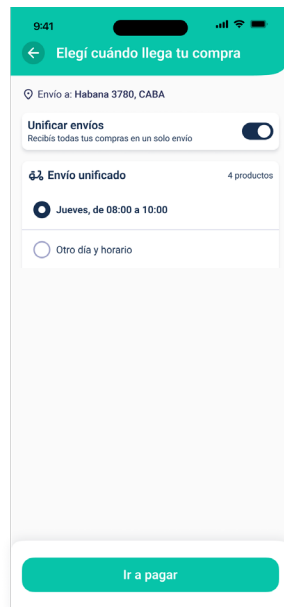 9:41
Elegí cuándo llega tu compra
Envío a: Habana 3780, CABA
Unificar envíos
Recibís todas tus compras en un solo envío
Envío unificado 4 productos
Jueves, de 08:00 a 10:00
Otro día y horario
Ir a pagar